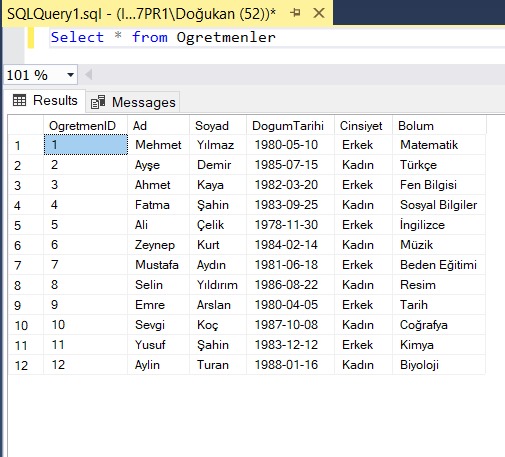 SQLQuery1.sql - (l...7PR1\Doğukan (52))*
Select * from Ogretmenler
101 %
Results Messages
OgretmenID Ad Soyad DogumTarihi Cinsiyet Bolum
1 1 Mehmet Yılmaz 1980-05-10 Erkek Matematik
2 2 Ayşe Demir 1985-07-15 Kadın Türkçe
3 3 Ahmet Kaya 1982-03-20 Erkek Fen Bilgisi
4 4 Fatma Şahin 1983-09-25 Kadın Sosyal Bilgiler
5 5 Ali Çelik 1978-11-30 Erkek İngilizce
6 6 Zeynep Kurt 1984-02-14 Kadın Müzik
7 7 Mustafa Aydın 1981-06-18 Erkek Beden Eğitimi
8 8 Selin Yıldırım 1986-08-22 Kadın Resim
9 9 Emre Arslan 1980-04-05 Erkek Tarih
10 10 Sevgi Koç 1987-10-08 Kadın Coğrafya
11 11 Yusuf Şahin 1983-12-12 Erkek Kimya
12 12 Aylin Turan 1988-01-16 Kadın Biyoloji